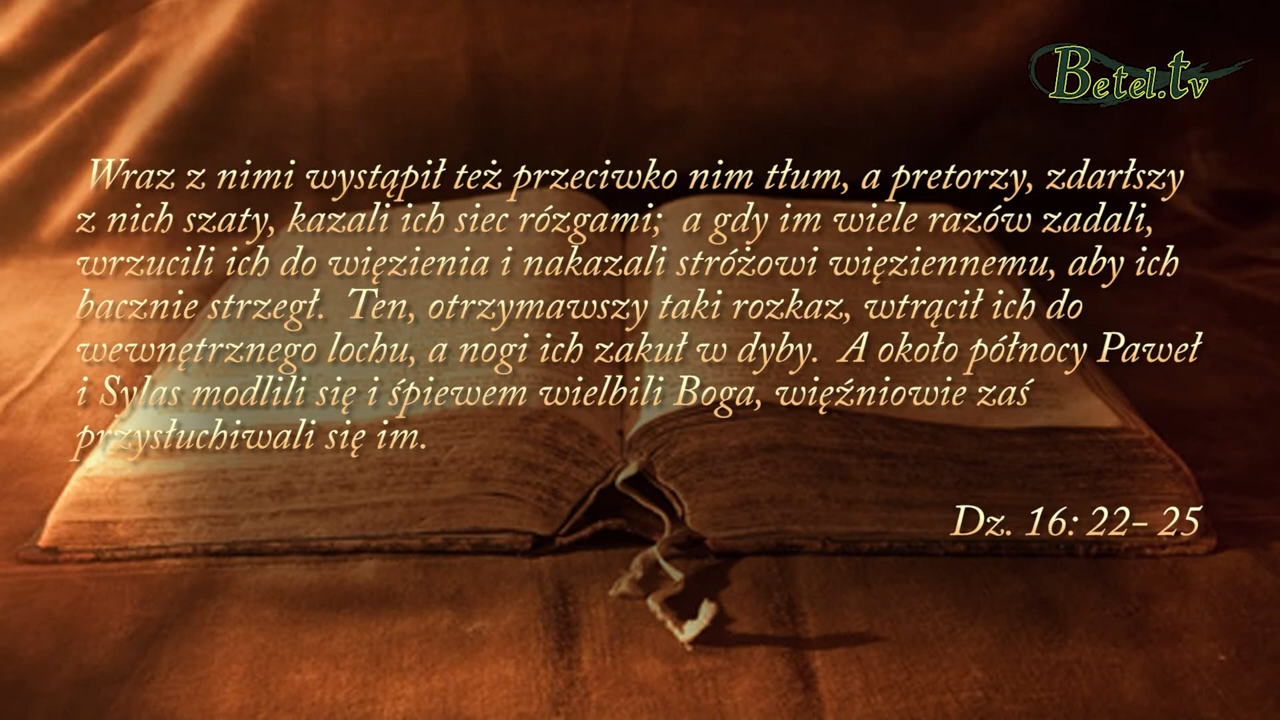 Betel.tv
Wraz z nimi wystąpił też przeciwko nim tłum, a pretorzy, zdarłszy
z nich szaty, kazali ich siec rózgami; a gdy im wiele razów zadali,
wrzucili ich do więzienia i nakazali stróżowi więziennemu, aby ich
bacznie strzegł. Ten, otrzymawszy taki rozkaz, wtrącił ich do
wewnętrznego lochu, a nogi ich zakuł w dyby. A około północy Paweł
i Sylas modlili się i śpiewem wielbili Boga, więźniowie zaś
przysłuchiwali się im.
Dz. 16: 22- 25